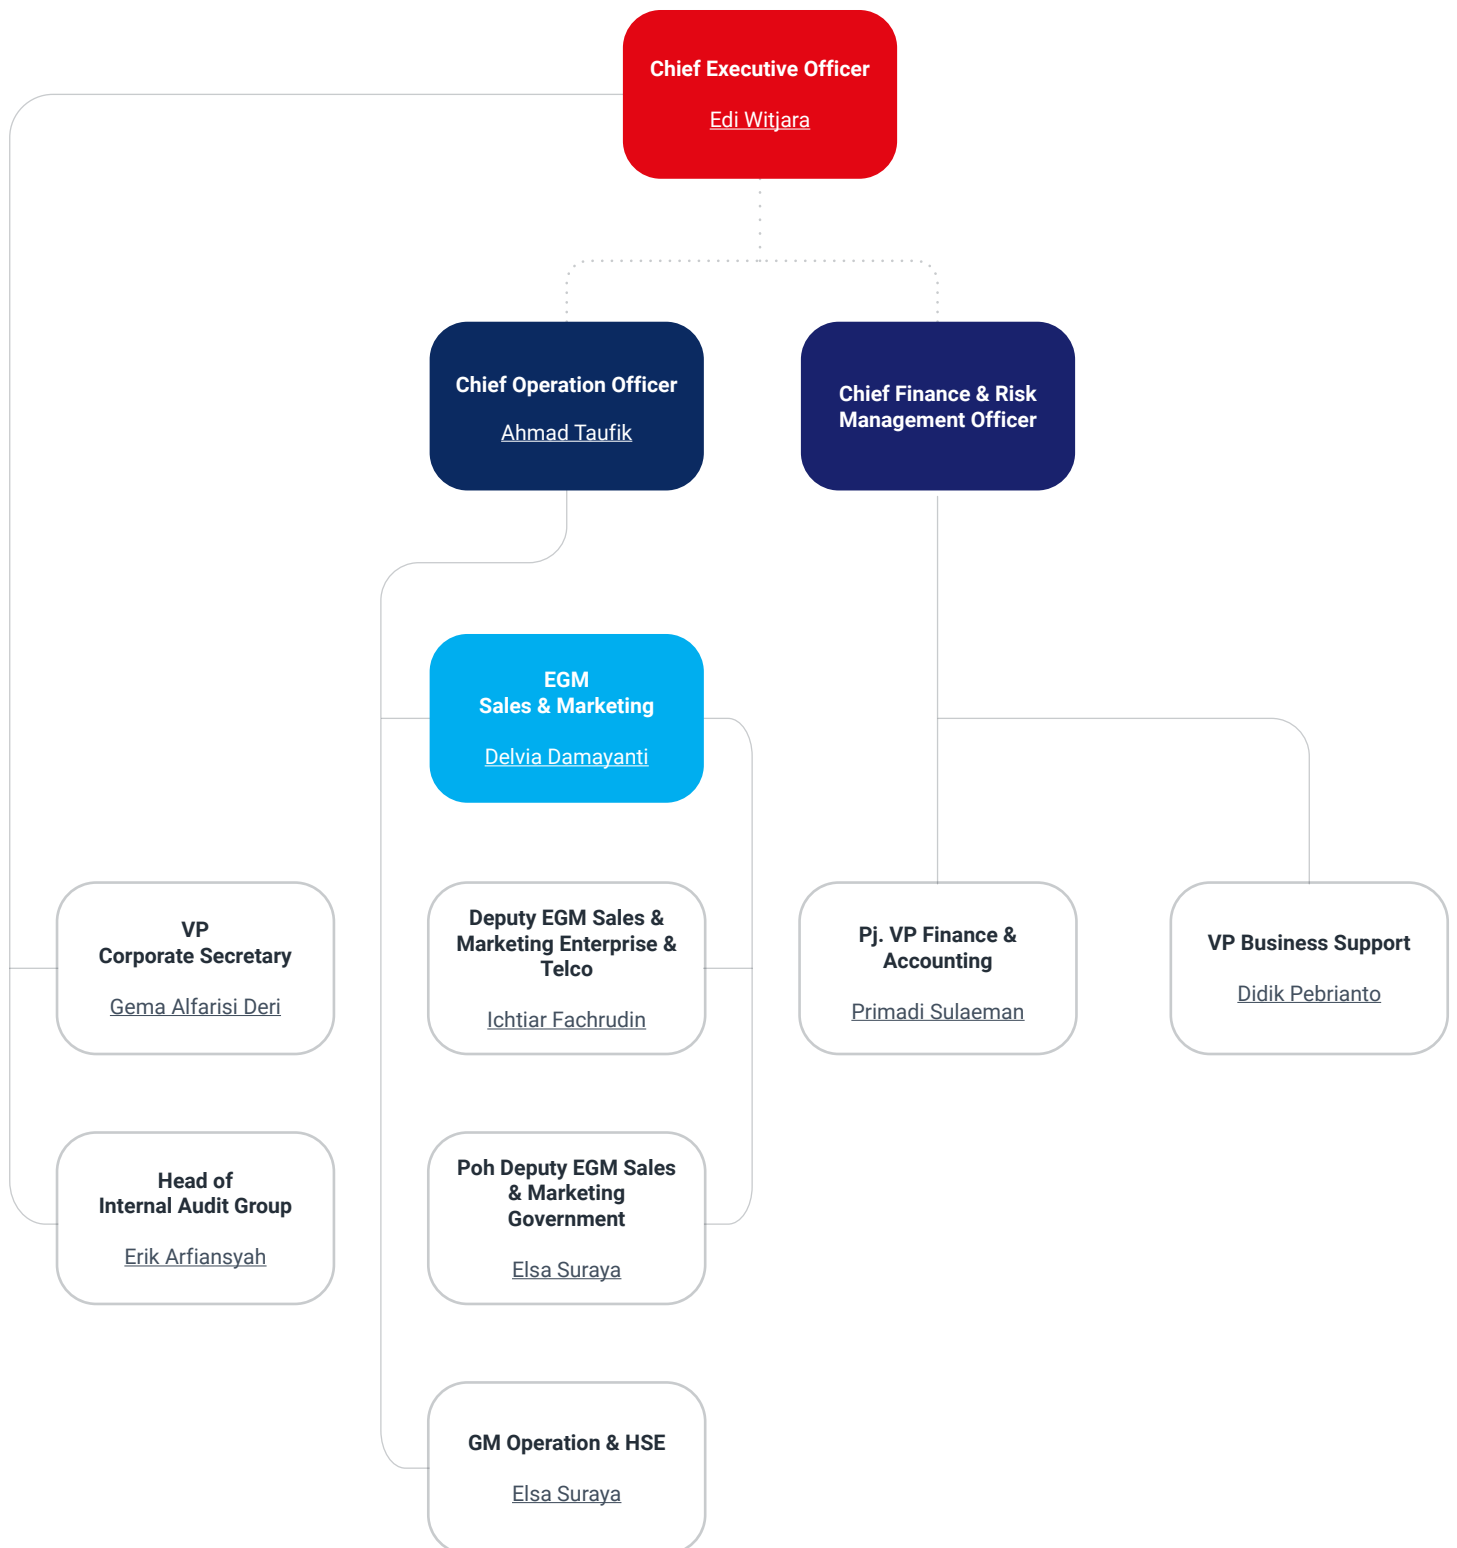 Chief Executive Officer
Edi Witjara
Chief Operation Officer
Ahmad Taufik
Chief Finance & Risk
Management Officer
EGM
Sales & Marketing
Delvia Damayanti
VP
Corporate Secretary
Gema Alfarisi Deri
Deputy EGM Sales &
Marketing Enterprise &
Telco
Ichtiar Fachrudin
Pj. VP Finance &
Accounting
Primadi Sulaeman
VP Business Support
Didik Pebrianto
Head of
Internal Audit Group
Erik Arfiansyah
Poh Deputy EGM Sales
& Marketing
Government
Elsa Suraya
GM Operation & HSE
Elsa Suraya